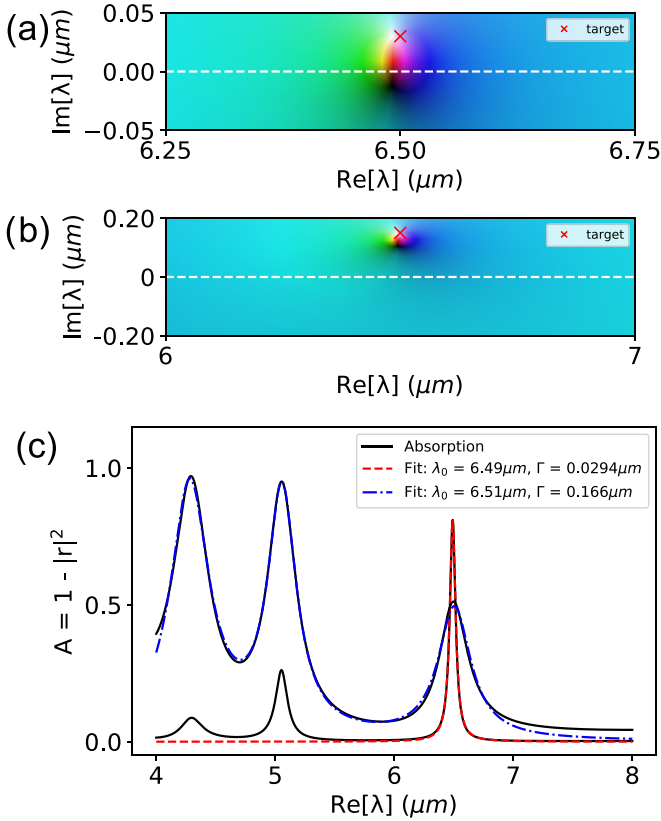 (a)
Im[λ] (μm)
0.05
0.00
−0.05
× target
6.25 6.50 6.75
Re[λ] (μm)
(b)
Im[λ] (μm)
0.20
0
-0.20
× target
6 7
Re[λ] (μm)
(c)
A = 1 - |r|²
1.0
0.5
0.0
Absorption
Fit: λ₀ = 6.49μm, Γ = 0.0294μm
Fit: λ₀ = 6.51μm, Γ = 0.166μm
4 5 6 7 8
Re[λ] (μm)